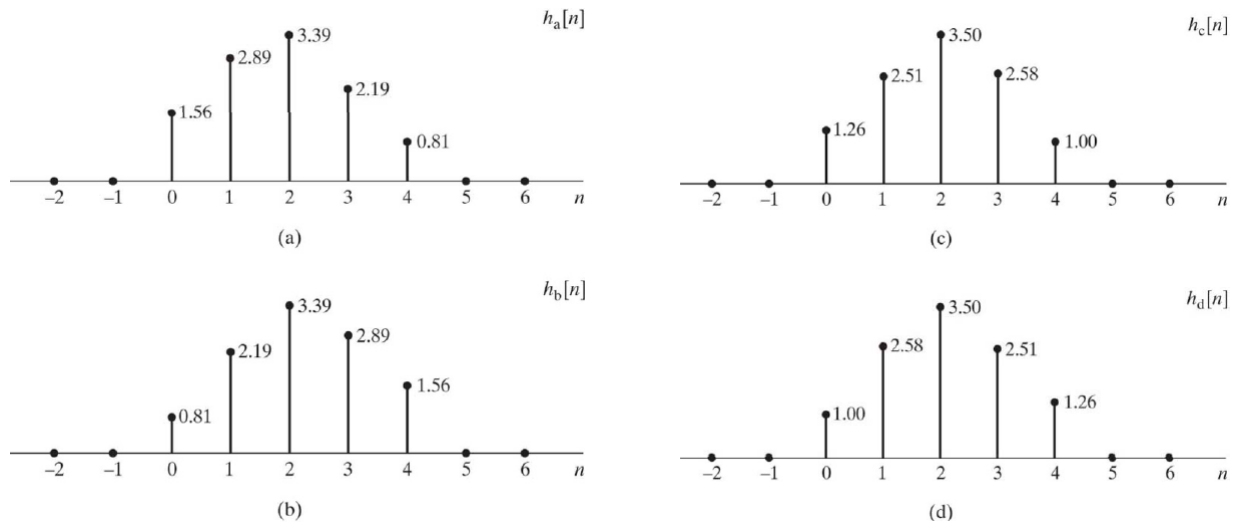 h_a[n]
3.39
2.89
2.19
1.56
0.81
–2 –1 0 1 2 3 4 5 6 n
(a)
h_c[n]
3.50
2.51
2.58
1.26
1.00
–2 –1 0 1 2 3 4 5 6 n
(c)
h_b[n]
3.39
2.89
2.19
1.56
0.81
–2 –1 0 1 2 3 4 5 6 n
(b)
h_d[n]
3.50
2.58
2.51
1.26
1.00
–2 –1 0 1 2 3 4 5 6 n
(d)